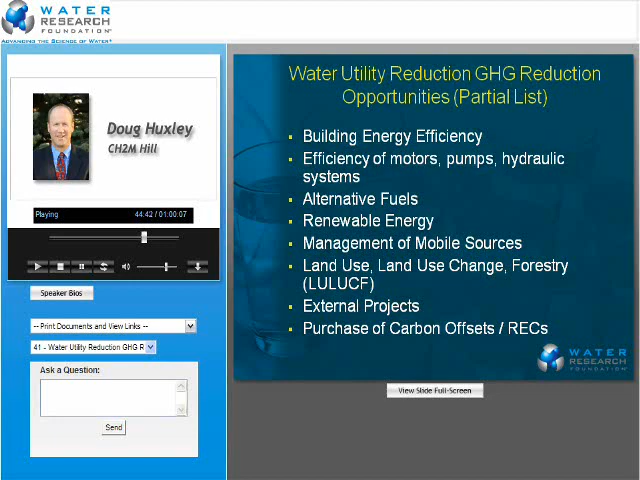 WATER
RESEARCH
FOUNDATION
ADVANCING THE SCIENCE OF WATER®
Doug Huxley
CH2M Hill
Playing 44:42 / 01:00:07
Speaker Bios
-- Print Documents and View Links --
41 - Water Utility Reduction GHG R
Ask a Question:
Send
Water Utility Reduction GHG Reduction
Opportunities (Partial List)
▪ Building Energy Efficiency
▪ Efficiency of motors, pumps, hydraulic
systems
▪ Alternative Fuels
▪ Renewable Energy
▪ Management of Mobile Sources
▪ Land Use, Land Use Change, Forestry
(LULUCF)
▪ External Projects
▪ Purchase of Carbon Offsets / RECs
WATER
RESEARCH
FOUNDATION
View Slide Full-Screen